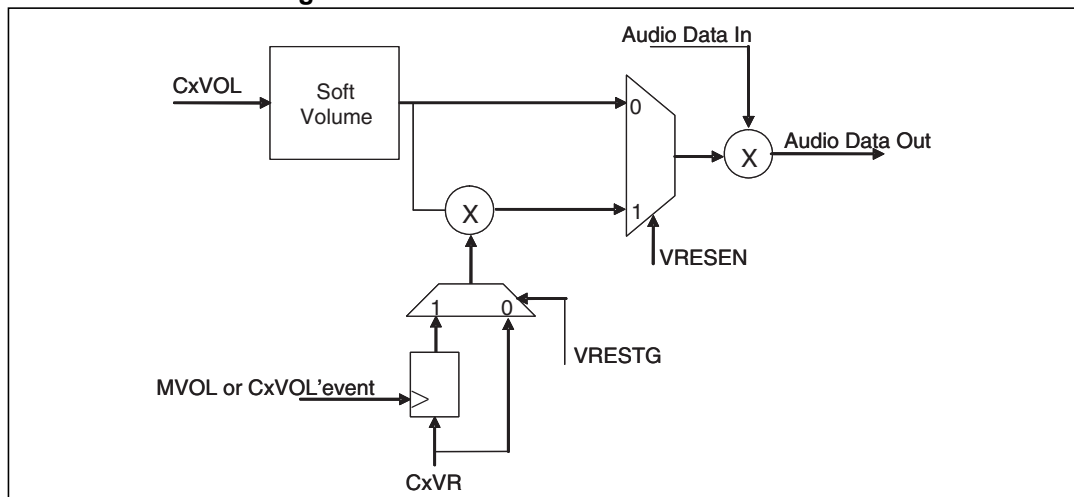 Audio Data In
CxVOL
Soft
Volume
0
X
Audio Data Out
X
1
VRESEN
1
0
VRESTG
MVOL or CxVOL'event
CxVR